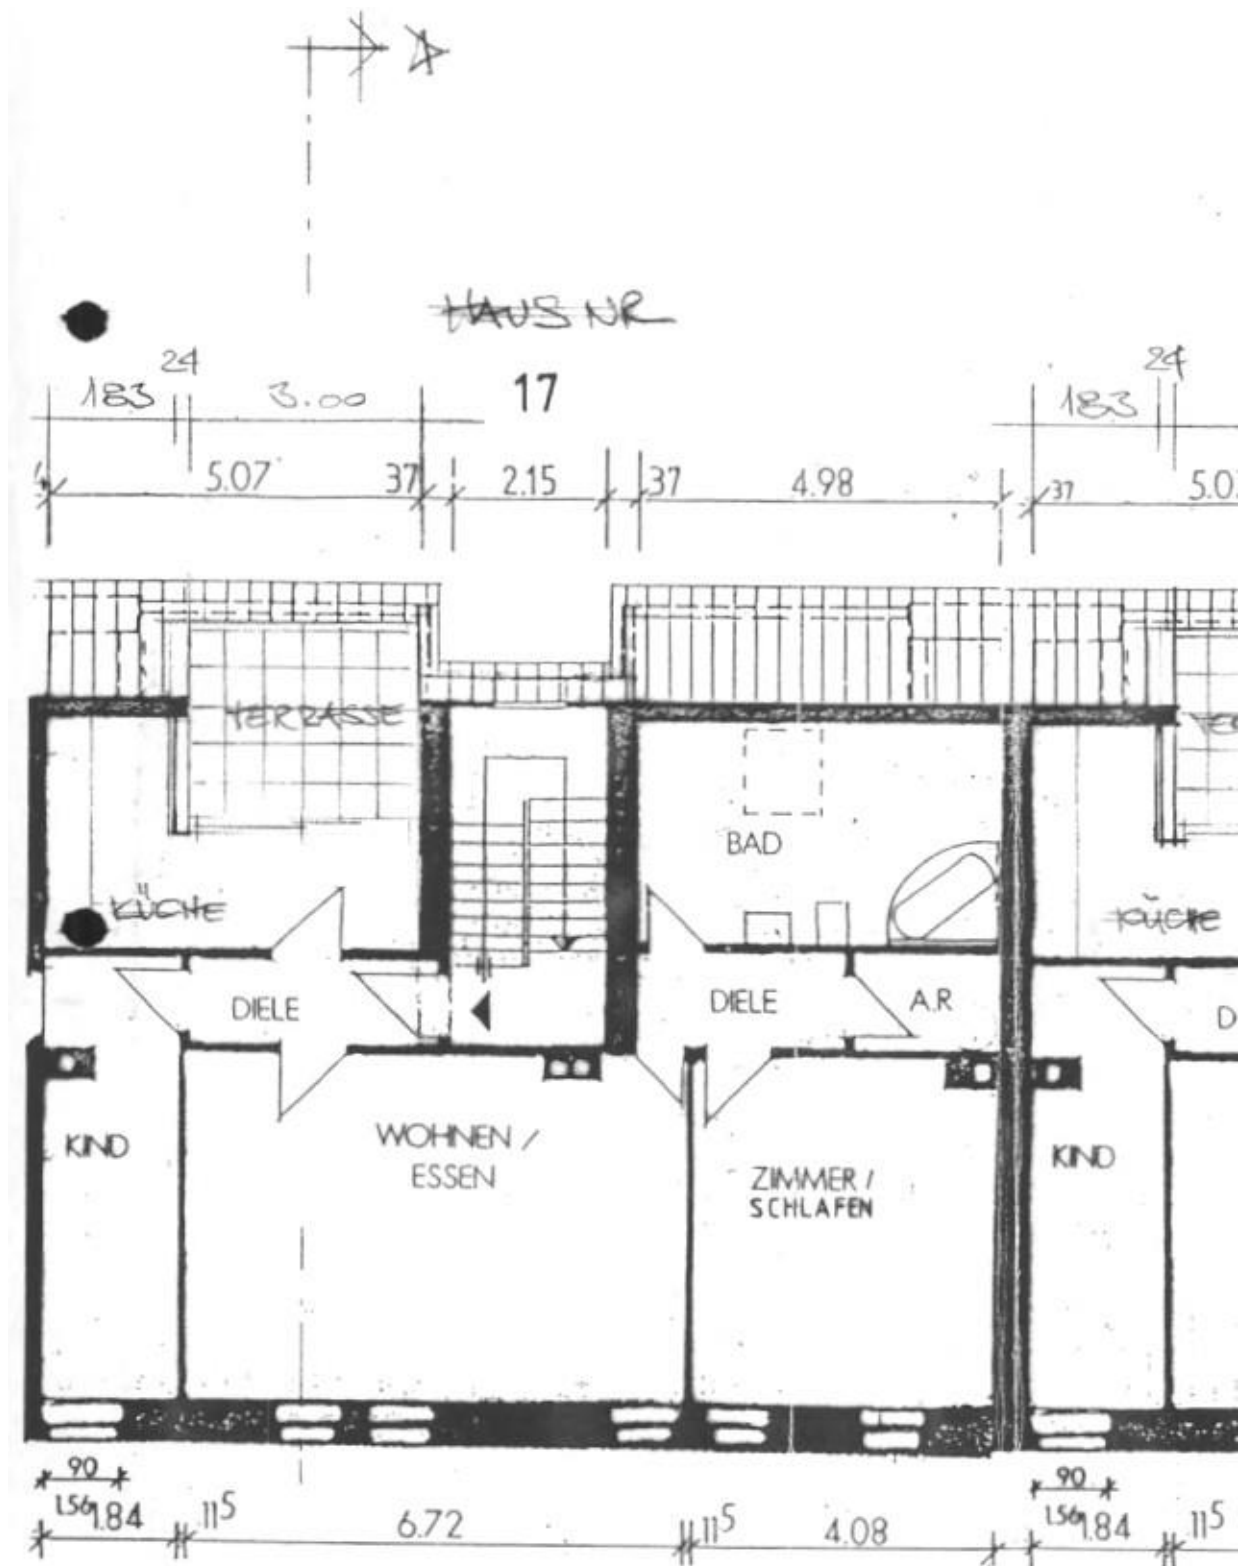 A
HAUS NR
17
24
183
3.00
24
183
5.07
37
2.15
37
4.98
37
TERRASSE
BAD
KÜCHE
KÜCHE
DIELE
DIELE
A.R
KIND
WOHNEN /
ESSEN
ZIMMER /
SCHLAFEN
KIND
90
1.56
1.84
11⁵
6.72
11⁵
4.08
90
1.56
1.84
11⁵